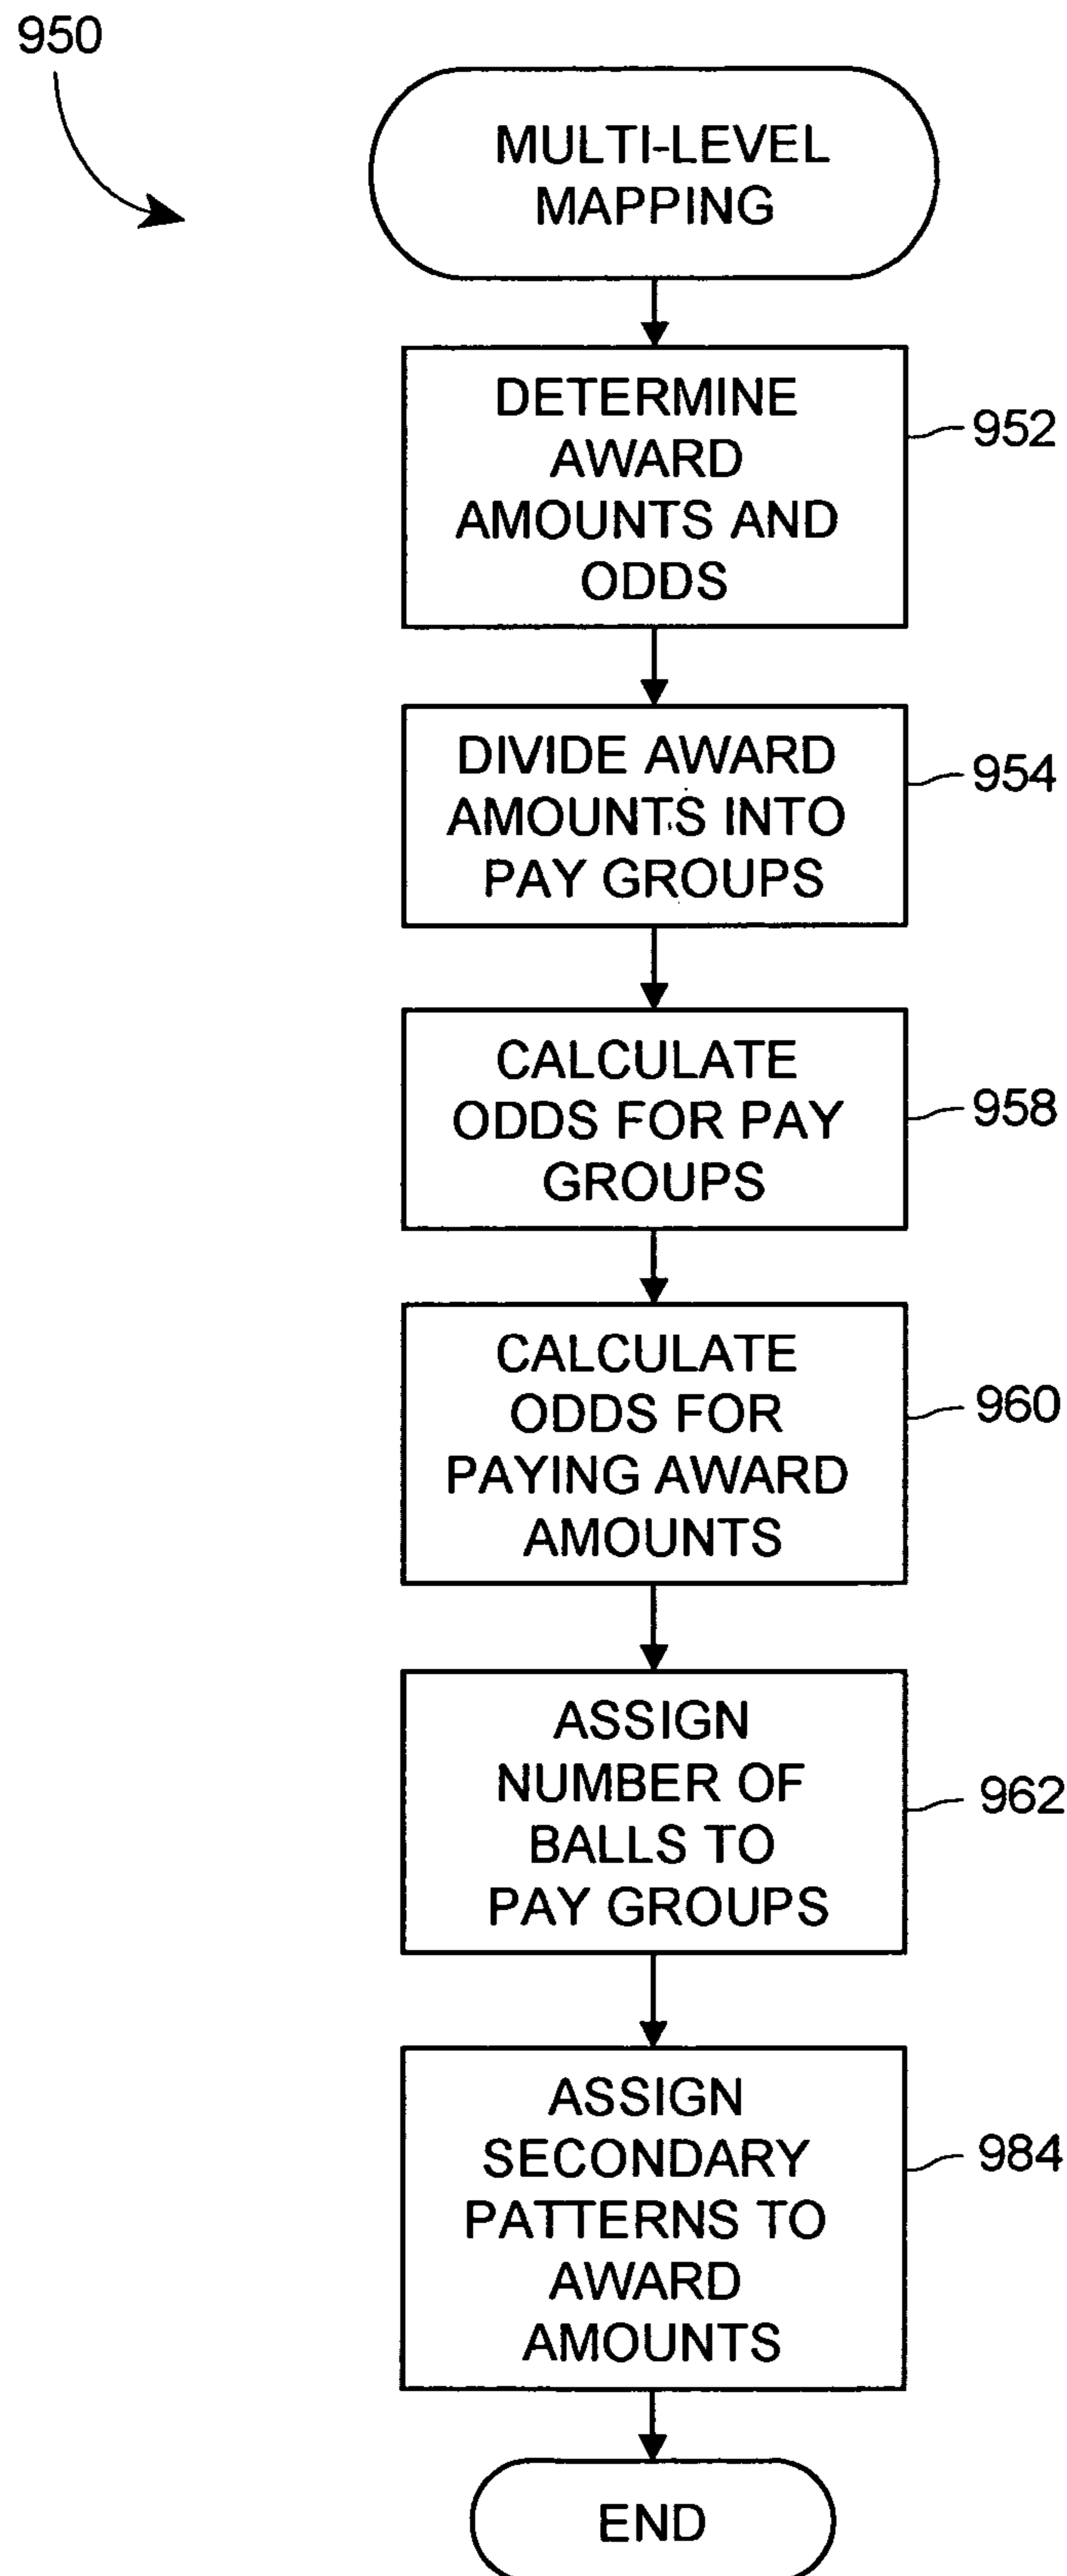 950
MULTI-LEVEL
MAPPING
DETERMINE
AWARD
AMOUNTS AND
ODDS
952
DIVIDE AWARD
AMOUNTS INTO
PAY GROUPS
954
CALCULATE
ODDS FOR PAY
GROUPS
958
CALCULATE
ODDS FOR
PAYING AWARD
AMOUNTS
960
ASSIGN
NUMBER OF
BALLS TO
PAY GROUPS
962
ASSIGN
SECONDARY
PATTERNS TO
AWARD
AMOUNTS
984
END